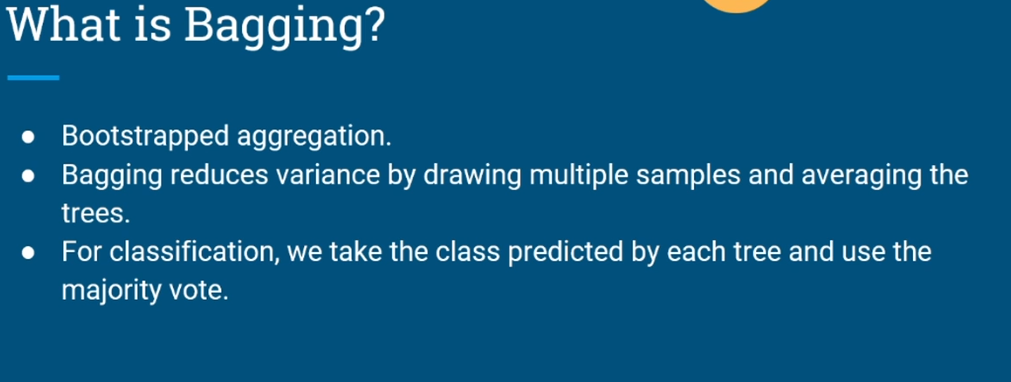 What is Bagging?
● Bootstrapped aggregation.
● Bagging reduces variance by drawing multiple samples and averaging the
trees.
● For classification, we take the class predicted by each tree and use the
majority vote.